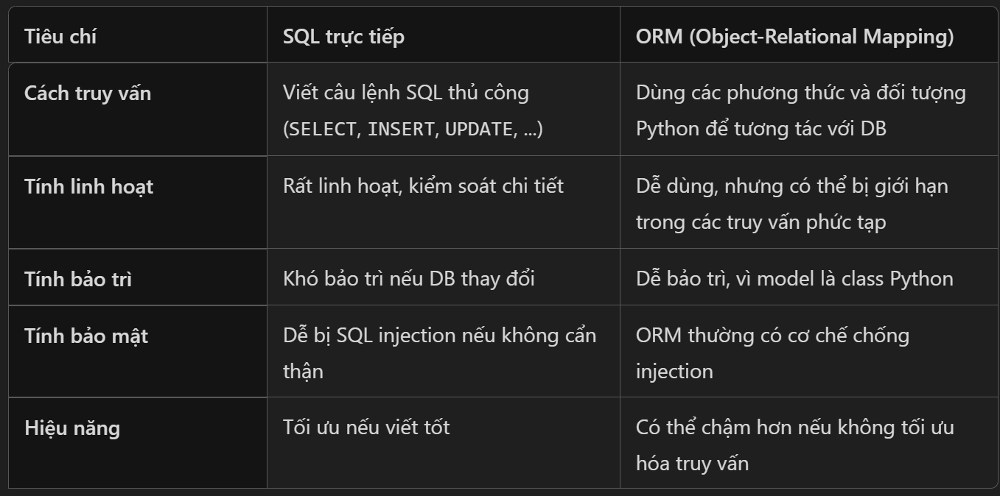 Tiêu chí
SQL trực tiếp
ORM (Object-Relational Mapping)
Cách truy vấn
Viết câu lệnh SQL thủ công
(SELECT, INSERT, UPDATE, ...)
Dùng các phương thức và đối tượng
Python để tương tác với DB
Tính linh hoạt
Rất linh hoạt, kiểm soát chi tiết
Dễ dùng, nhưng có thể bị giới hạn
trong các truy vấn phức tạp
Tính bảo trì
Khó bảo trì nếu DB thay đổi
Dễ bảo trì, vì model là class Python
Tính bảo mật
Dễ bị SQL injection nếu không cẩn
thận
ORM thường có cơ chế chống
injection
Hiệu năng
Tối ưu nếu viết tốt
Có thể chậm hơn nếu không tối ưu
hóa truy vấn